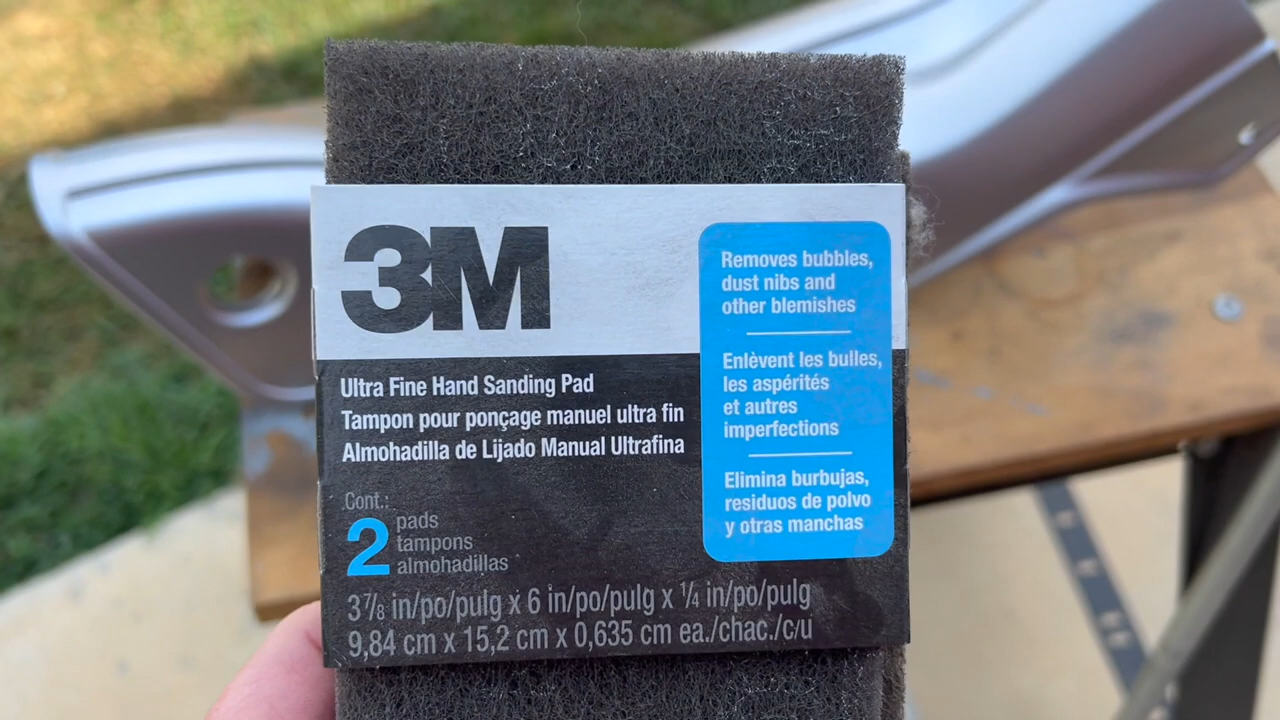 3M
Ultra Fine Hand Sanding Pad
Tampon pour ponçage manuel ultra fin
Almohadilla de Lijado Manual Ultrafina
Cont.:
2
pads
tampons
almohadillas
3 7/8 in/po/pulg x 6 in/po/pulg x 1/4 in/po/pulg
9,84 cm x 15,2 cm x 0,635 cm ea./chac./c/u
Removes bubbles,
dust nibs and
other blemishes
Enlèvent les bulles,
les aspérités
et autres
imperfections
Elimina burbujas,
residuos de polvo
y otras manchas